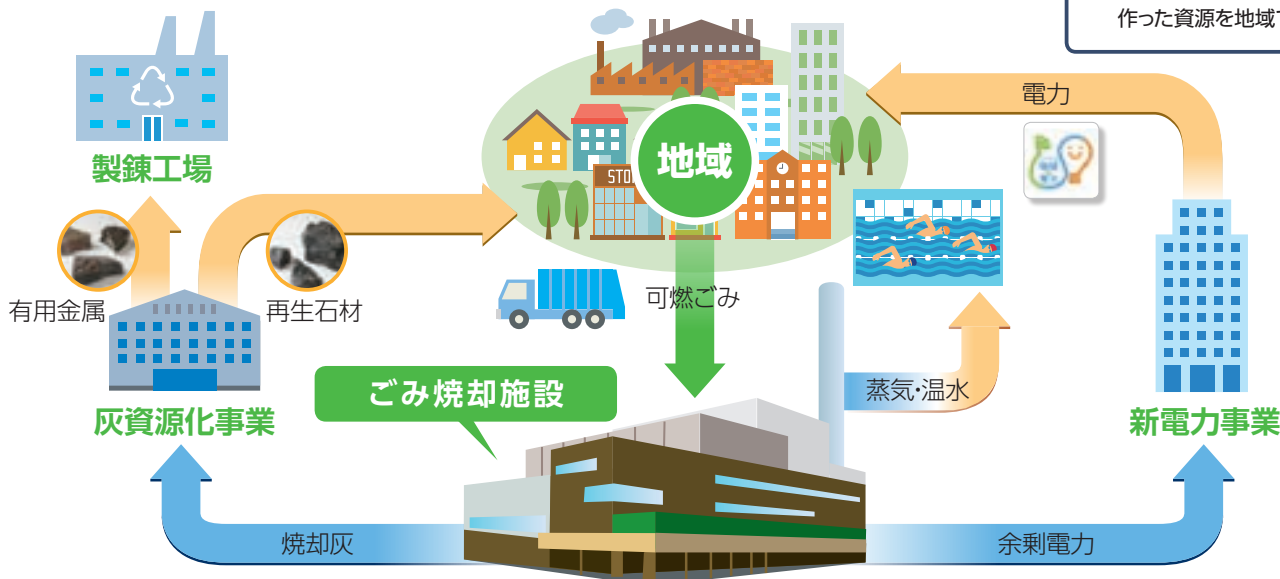 作った資源を地域で
電力
製錬工場
STO
地域
有用金属
再生石材
可燃ごみ
蒸気・温水
ごみ焼却施設
灰資源化事業
新電力事業
焼却灰
余剰電力